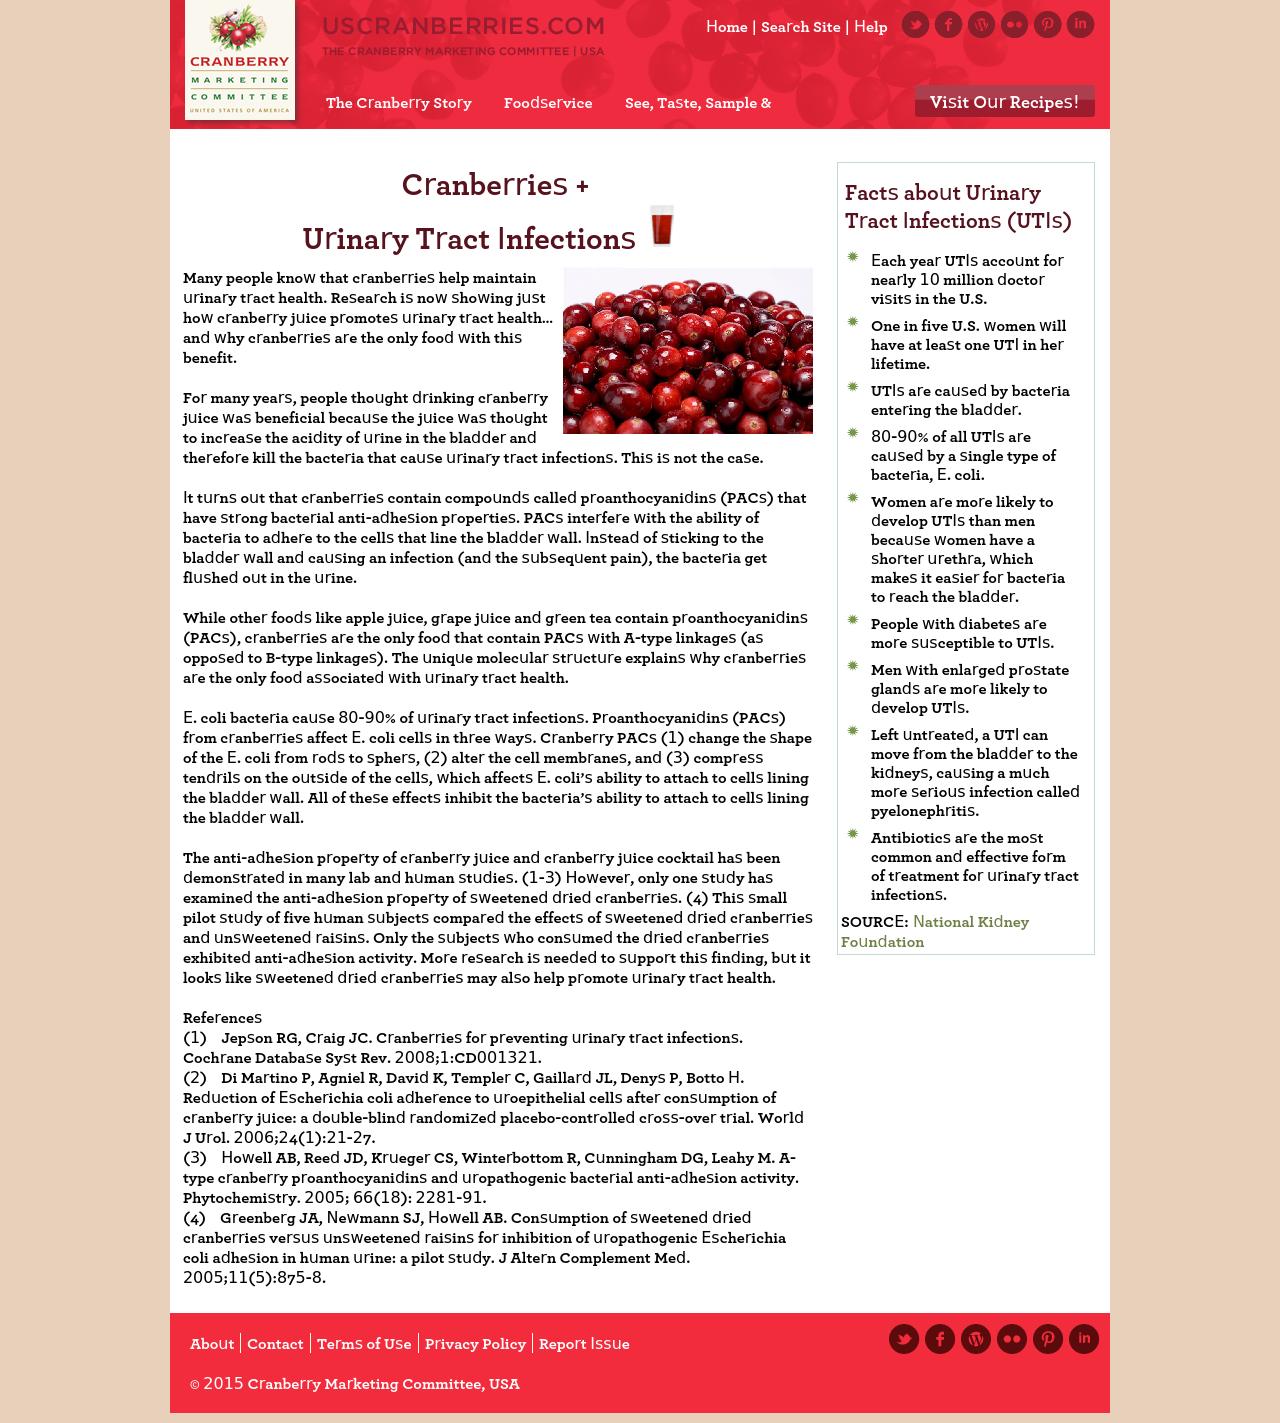 USCRANBERRIES.COM
THE CRANBERRY MARKETING COMMITTEE | USA
Home | Search Site | Help
CRANBERRY
MARKETING
COMMITTEE
UNITED STATES OF AMERICA
The Cranberry Story
Foodservice
See, Taste, Sample &
Visit Our Recipes!
Cranberries +
Urinary Tract Infections
Many people know that cranberries help maintain
urinary tract health. Research is now showing just
how cranberry juice promotes urinary tract health…
and why cranberries are the only food with this
benefit.
For many years, people thought drinking cranberry
juice was beneficial because the juice was thought
to increase the acidity of urine in the bladder and
therefore kill the bacteria that cause urinary tract infections. This is not the case.
It turns out that cranberries contain compounds called proanthocyanidins (PACs) that
have strong bacterial anti-adhesion properties. PACs interfere with the ability of
bacteria to adhere to the cells that line the bladder wall. Instead of sticking to the
bladder wall and causing an infection (and the subsequent pain), the bacteria get
flushed out in the urine.
While other foods like apple juice, grape juice and green tea contain proanthocyanidins
(PACs), cranberries are the only food that contain PACs with A-type linkages (as
opposed to B-type linkages). The unique molecular structure explains why cranberries
are the only food associated with urinary tract health.
E. coli bacteria cause 80-90% of urinary tract infections. Proanthocyanidins (PACs)
from cranberries affect E. coli cells in three ways. Cranberry PACs (1) change the shape
of the E. coli from rods to sphers, (2) alter the cell membranes, and (3) compress
tendrils on the outside of the cells, which affects E. coli’s ability to attach to cells lining
the bladder wall. All of these effects inhibit the bacteria’s ability to attach to cells lining
the bladder wall.
The anti-adhesion property of cranberry juice and cranberry juice cocktail has been
demonstrated in many lab and human studies. (1-3) However, only one study has
examined the anti-adhesion property of sweetened dried cranberries. (4) This small
pilot study of five human subjects compared the effects of sweetened dried cranberries
and unsweetened raisins. Only the subjects who consumed the dried cranberries
exhibited anti-adhesion activity. More research is needed to support this finding, but it
looks like sweetened dried cranberries may also help promote urinary tract health.
References
(1) Jepson RG, Craig JC. Cranberries for preventing urinary tract infections.
Cochrane Database Syst Rev. 2008;1:CD001321.
(2) Di Martino P, Agniel R, David K, Templer C, Gaillard JL, Denys P, Botto H.
Reduction of Escherichia coli adherence to uroepithelial cells after consumption of
cranberry juice: a double-blind randomized placebo-controlled cross-over trial. World
J Urol. 2006;24(1):21-27.
(3) Howell AB, Reed JD, Krueger CS, Winterbottom R, Cunningham DG, Leahy M. A-
type cranberry proanthocyanidins and uropathogenic bacterial anti-adhesion activity.
Phytochemistry. 2005; 66(18): 2281-91.
(4) Greenberg JA, Newmann SJ, Howell AB. Consumption of sweetened dried
cranberries versus unsweetened raisins for inhibition of uropathogenic Escherichia
coli adhesion in human urine: a pilot study. J Altern Complement Med.
2005;11(5):875-8.
Facts about Urinary
Tract Infections (UTIs)
Each year UTIs account for
nearly 10 million doctor
visits in the U.S.
One in five U.S. women will
have at least one UTI in her
lifetime.
UTIs are caused by bacteria
entering the bladder.
80-90% of all UTIs are
caused by a single type of
bacteria, E. coli.
Women are more likely to
develop UTIs than men
because women have a
shorter urethra, which
makes it easier for bacteria
to reach the bladder.
People with diabetes are
more susceptible to UTIs.
Men with enlarged prostate
glands are more likely to
develop UTIs.
Left untreated, a UTI can
move from the bladder to the
kidneys, causing a much
more serious infection called
pyelonephritis.
Antibiotics are the most
common and effective form
of treatment for urinary tract
infections.
SOURCE: National Kidney
Foundation
About | Contact | Terms of Use | Privacy Policy | Report Issue
© 2015 Cranberry Marketing Committee, USA